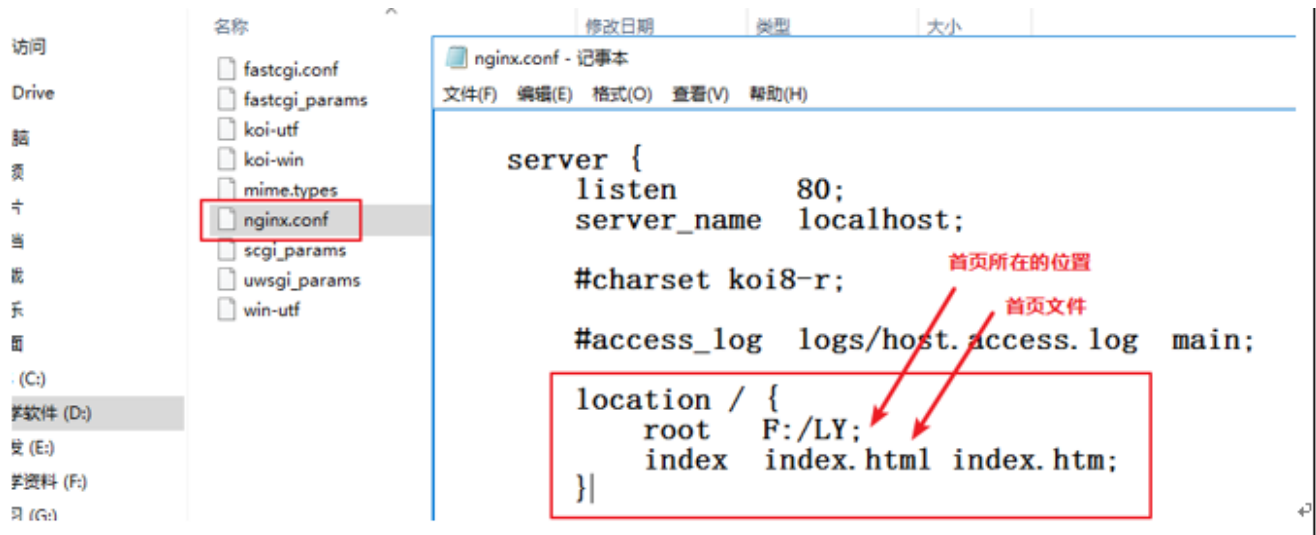 名称
修改日期
类型
大小
访问
Drive
脑
(C:)
学软件 (D:)
(E:)
学资料 (F:)
(G:)
fastcgi.conf
fastcgi_params
koi-utf
koi-win
mime.types
nginx.conf
scgi_params
uwsgi_params
win-utf
nginx.conf - 记事本
文件(F) 编辑(E) 格式(O) 查看(V) 帮助(H)
server {
listen 80;
server_name localhost;
首页所在的位置
#charset koi8-r;
首页文件
#access_log logs/host.access.log main;
location / {
root F:/LY;
index index.html index.htm;
}